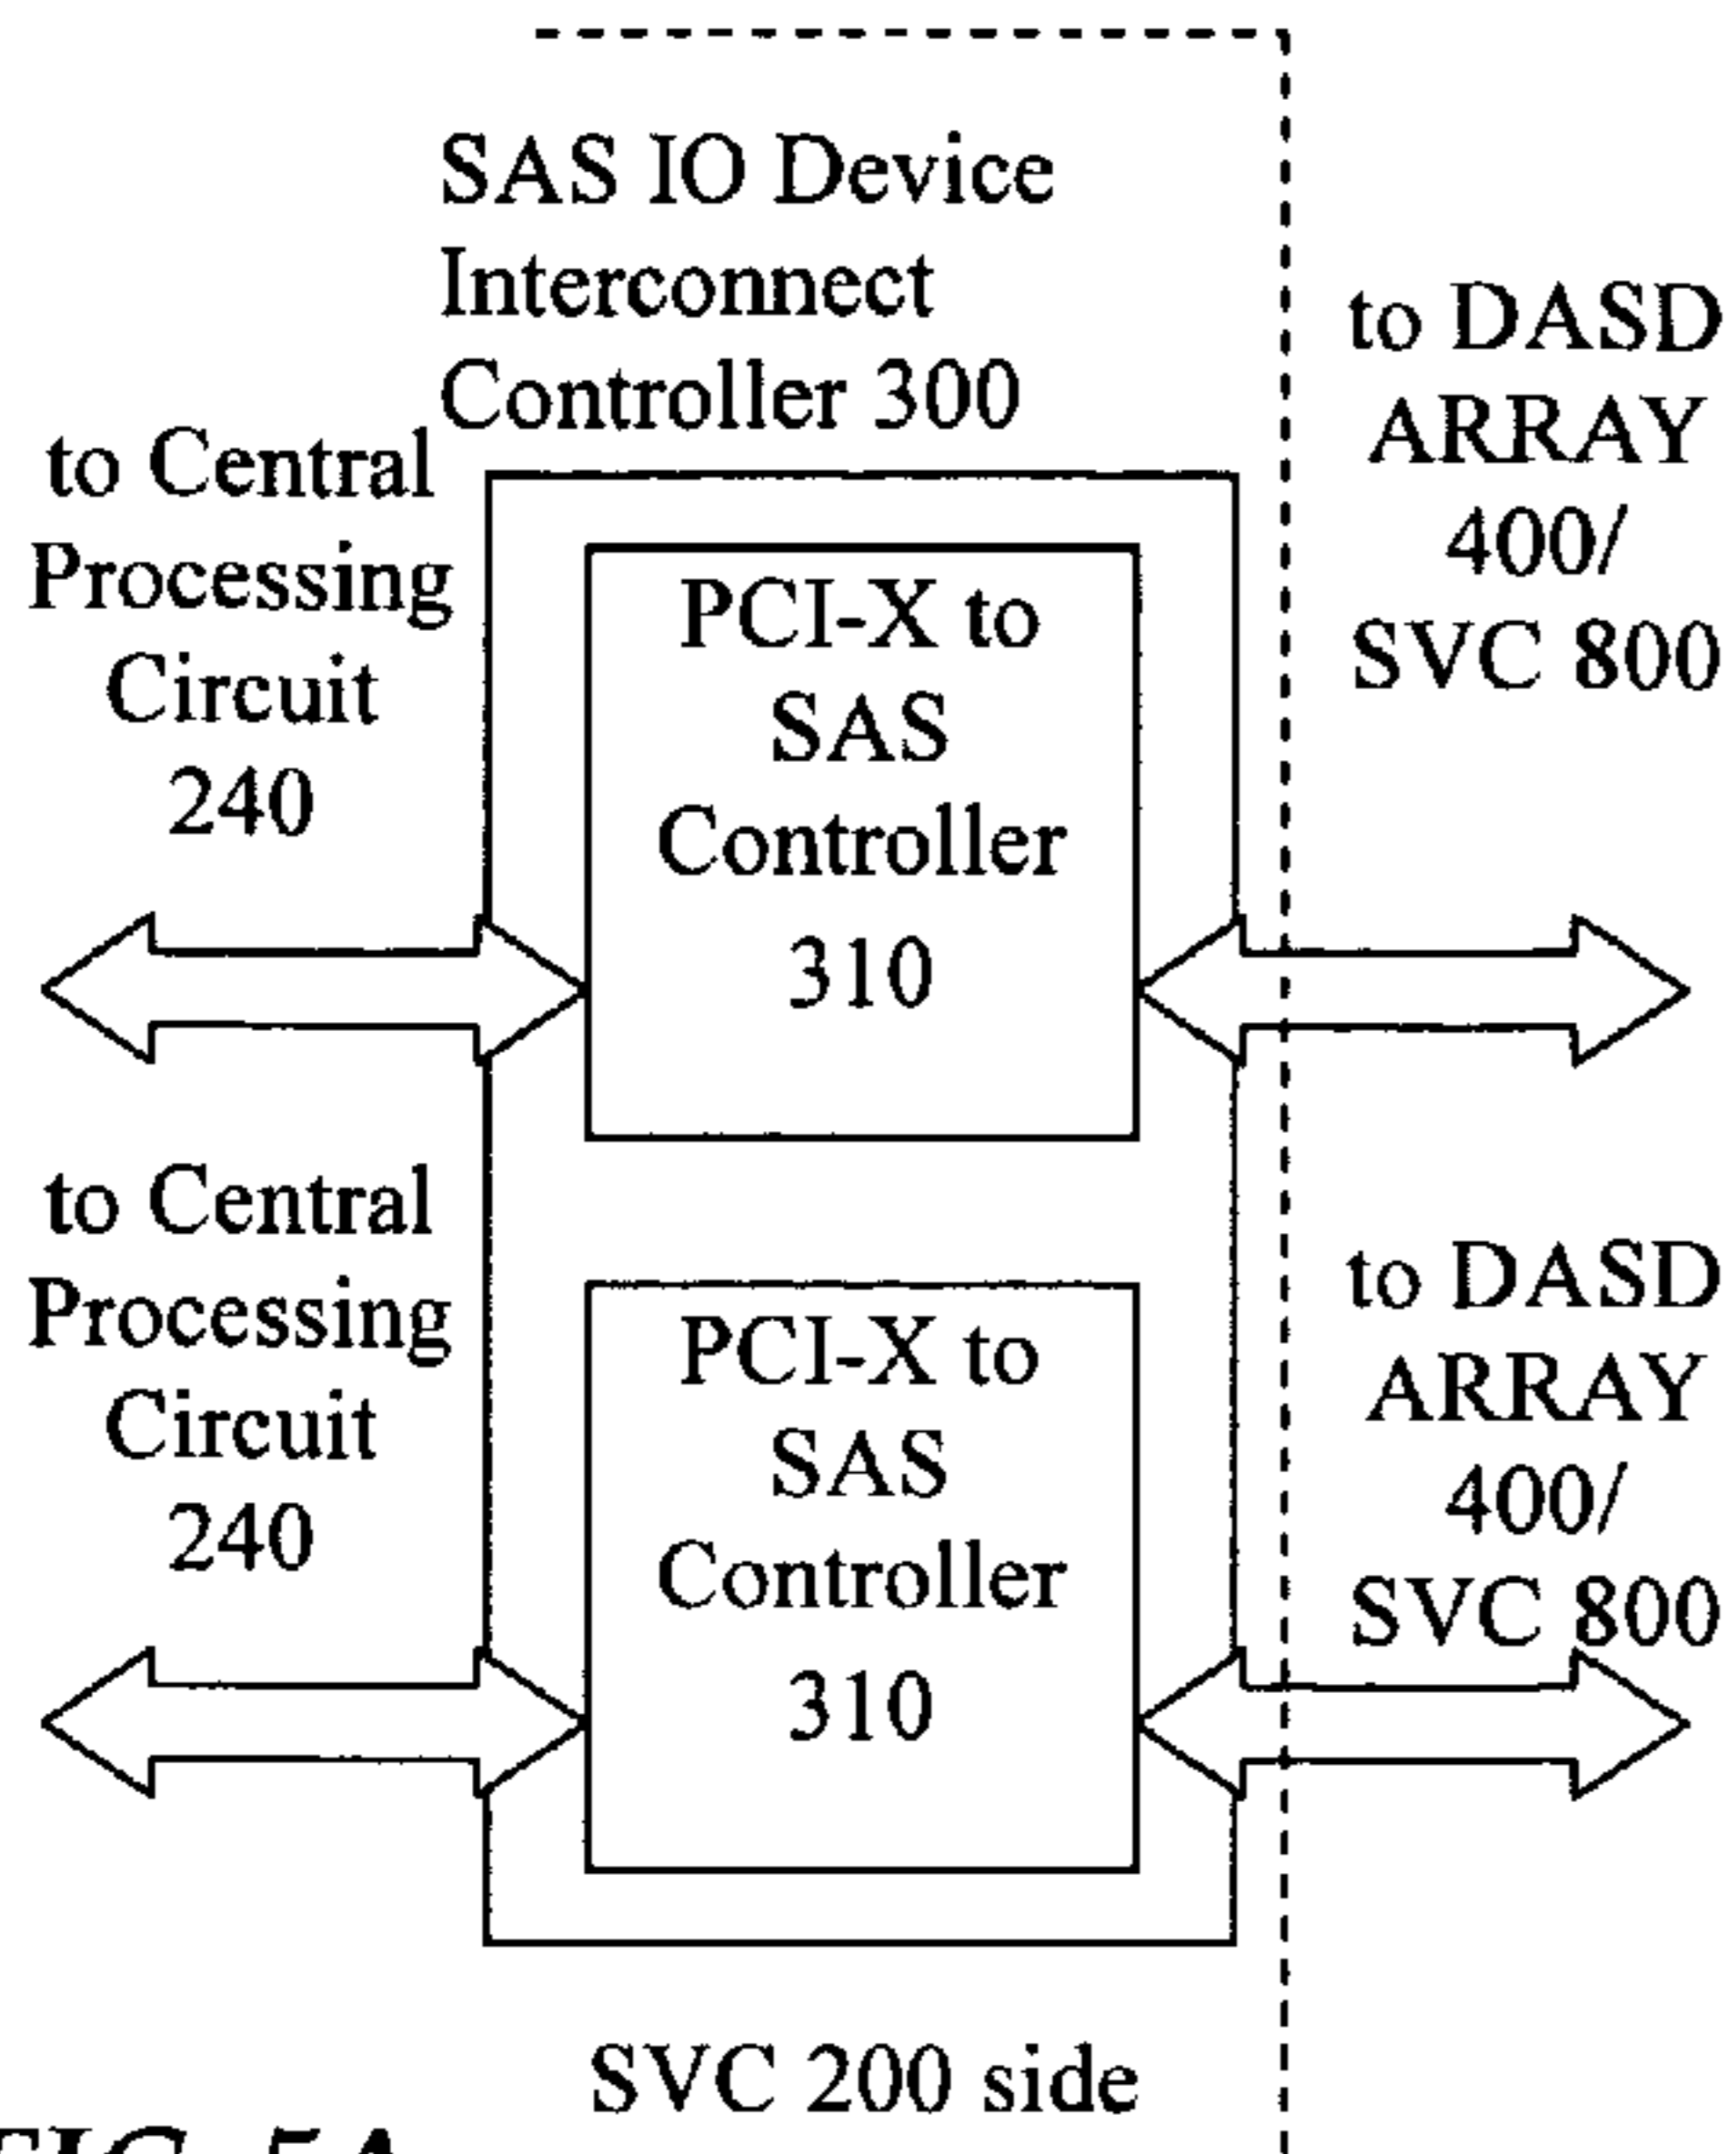 SAS IO Device
Interconnect
Controller 300
to Central
Processing
Circuit
240
PCI-X to
SAS
Controller
310
to DASD
ARRAY
400/
SVC 800
to Central
Processing
Circuit
240
PCI-X to
SAS
Controller
310
to DASD
ARRAY
400/
SVC 800
SVC 200 side